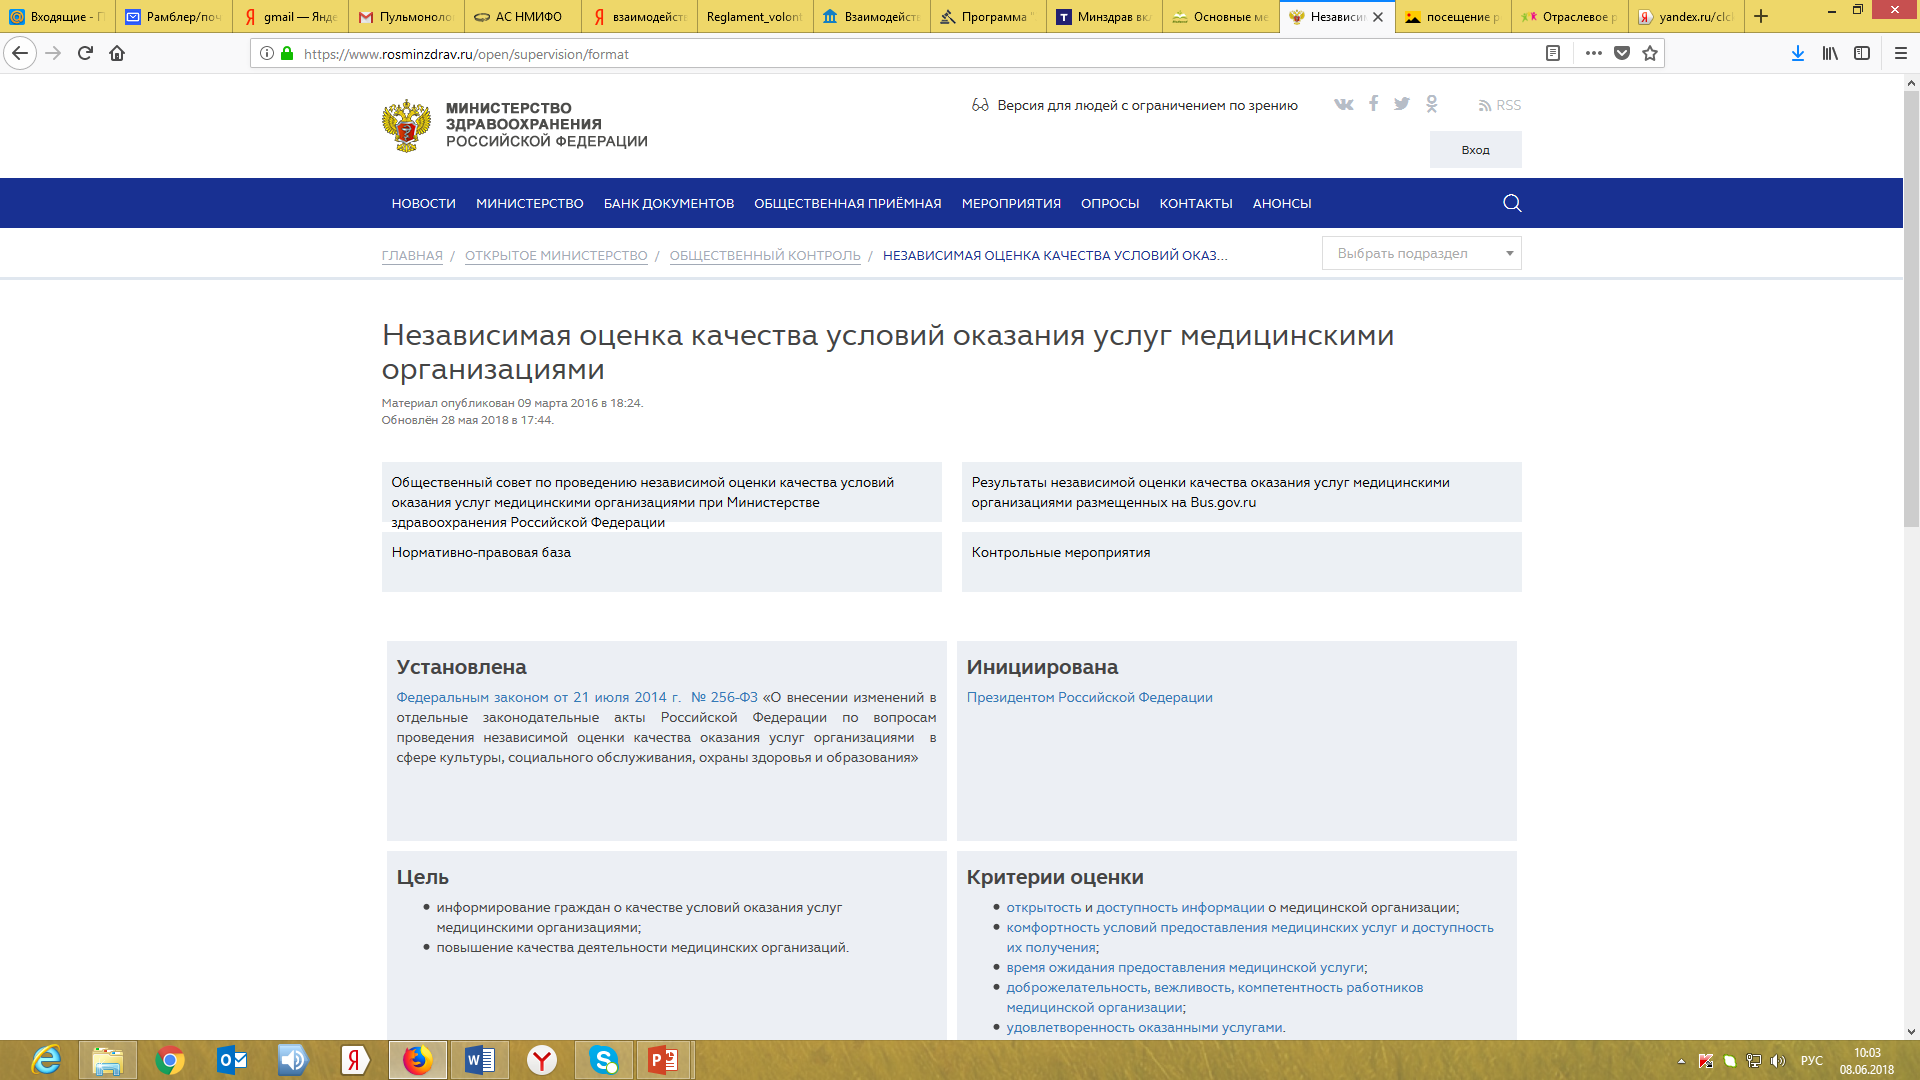 Входящие - П
Рамблер/поч
gmail — Янде
Пульмоноло
АС НМИФО
взаимодейст
Reglament_volont
Взаимодейст
Программа "
Минздрав вк
Основные ме
Независи
посещение р
Отраслевое р
yandex.ru/clc
https://www.rosminzdrav.ru/open/supervision/format
МИНИСТЕРСТВО
ЗДРАВООХРАНЕНИЯ
РОССИЙСКОЙ ФЕДЕРАЦИИ
Версия для людей с ограничением по зрению
RSS
Вход
НОВОСТИ МИНИСТЕРСТВО БАНК ДОКУМЕНТОВ ОБЩЕСТВЕННАЯ ПРИЁМНАЯ МЕРОПРИЯТИЯ ОПРОСЫ КОНТАКТЫ АНОНСЫ
ГЛАВНАЯ / ОТКРЫТОЕ МИНИСТЕРСТВО / ОБЩЕСТВЕННЫЙ КОНТРОЛЬ / НЕЗАВИСИМАЯ ОЦЕНКА КАЧЕСТВА УСЛОВИЙ ОКАЗ...
Выбрать подраздел
Независимая оценка качества условий оказания услуг медицинскими
организациями
Материал опубликован 09 марта 2016 в 18:24.
Обновлён 28 мая 2018 в 17:44.
Общественный совет по проведению независимой оценки качества условий
оказания услуг медицинскими организациями при Министерстве
здравоохранения Российской Федерации
Результаты независимой оценки качества оказания услуг медицинскими
организациями размещенных на Bus.gov.ru
Нормативно-правовая база
Контрольные мероприятия
Установлена
Федеральным законом от 21 июля 2014 г. № 256-ФЗ «О внесении изменений в
отдельные законодательные акты Российской Федерации по вопросам
проведения независимой оценки качества оказания услуг организациями в
сфере культуры, социального обслуживания, охраны здоровья и образования»
Инициирована
Президентом Российской Федерации
Цель
• информирование граждан о качестве условий оказания услуг
медицинскими организациями;
• повышение качества деятельности медицинских организаций.
Критерии оценки
• открытость и доступность информации о медицинской организации;
• комфортность условий предоставления медицинских услуг и доступность
их получения;
• время ожидания предоставления медицинской услуги;
• доброжелательность, вежливость, компетентность работников
медицинской организации;
• удовлетворенность оказанными услугами.
РУС
10:03
08.06.2018